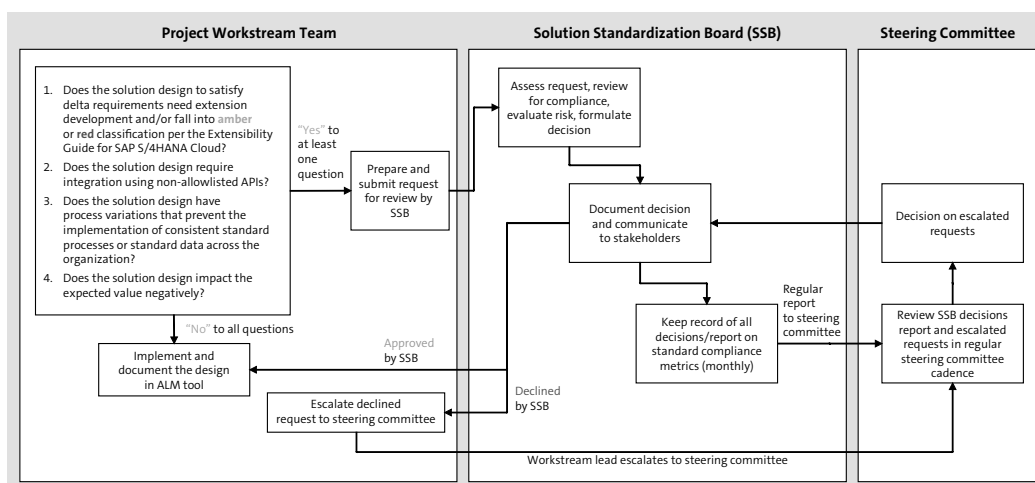 Project Workstream Team
Solution Standardization Board (SSB)
Steering Committee
1. Does the solution design to satisfy
delta requirements need extension
development and/or fall into amber
or red classification per the Extensibility
Guide for SAP S/4HANA Cloud?
2. Does the solution design require
integration using non-allowlisted APIs?
3. Does the solution design have
process variations that prevent the
implementation of consistent standard
processes or standard data across the
organization?
4. Does the solution design impact the
expected value negatively?
"Yes" to
at least
one
question
Prepare and
submit request
for review by
SSB
Assess request, review
for compliance,
evaluate risk, formulate
decision
Document decision
and communicate
to stakeholders
Decision on escalated
requests
"No" to all questions
Implement and
document the design
in ALM tool
Approved
by SSB
Declined
by SSB
Escalate declined
request to steering committee
Keep record of all
decisions/report on
standard compliance
metrics (monthly)
Regular
report
to steering
committee
Review SSB decisions
report and escalated
requests in regular
steering committee
cadence
Workstream lead escalates to steering committee